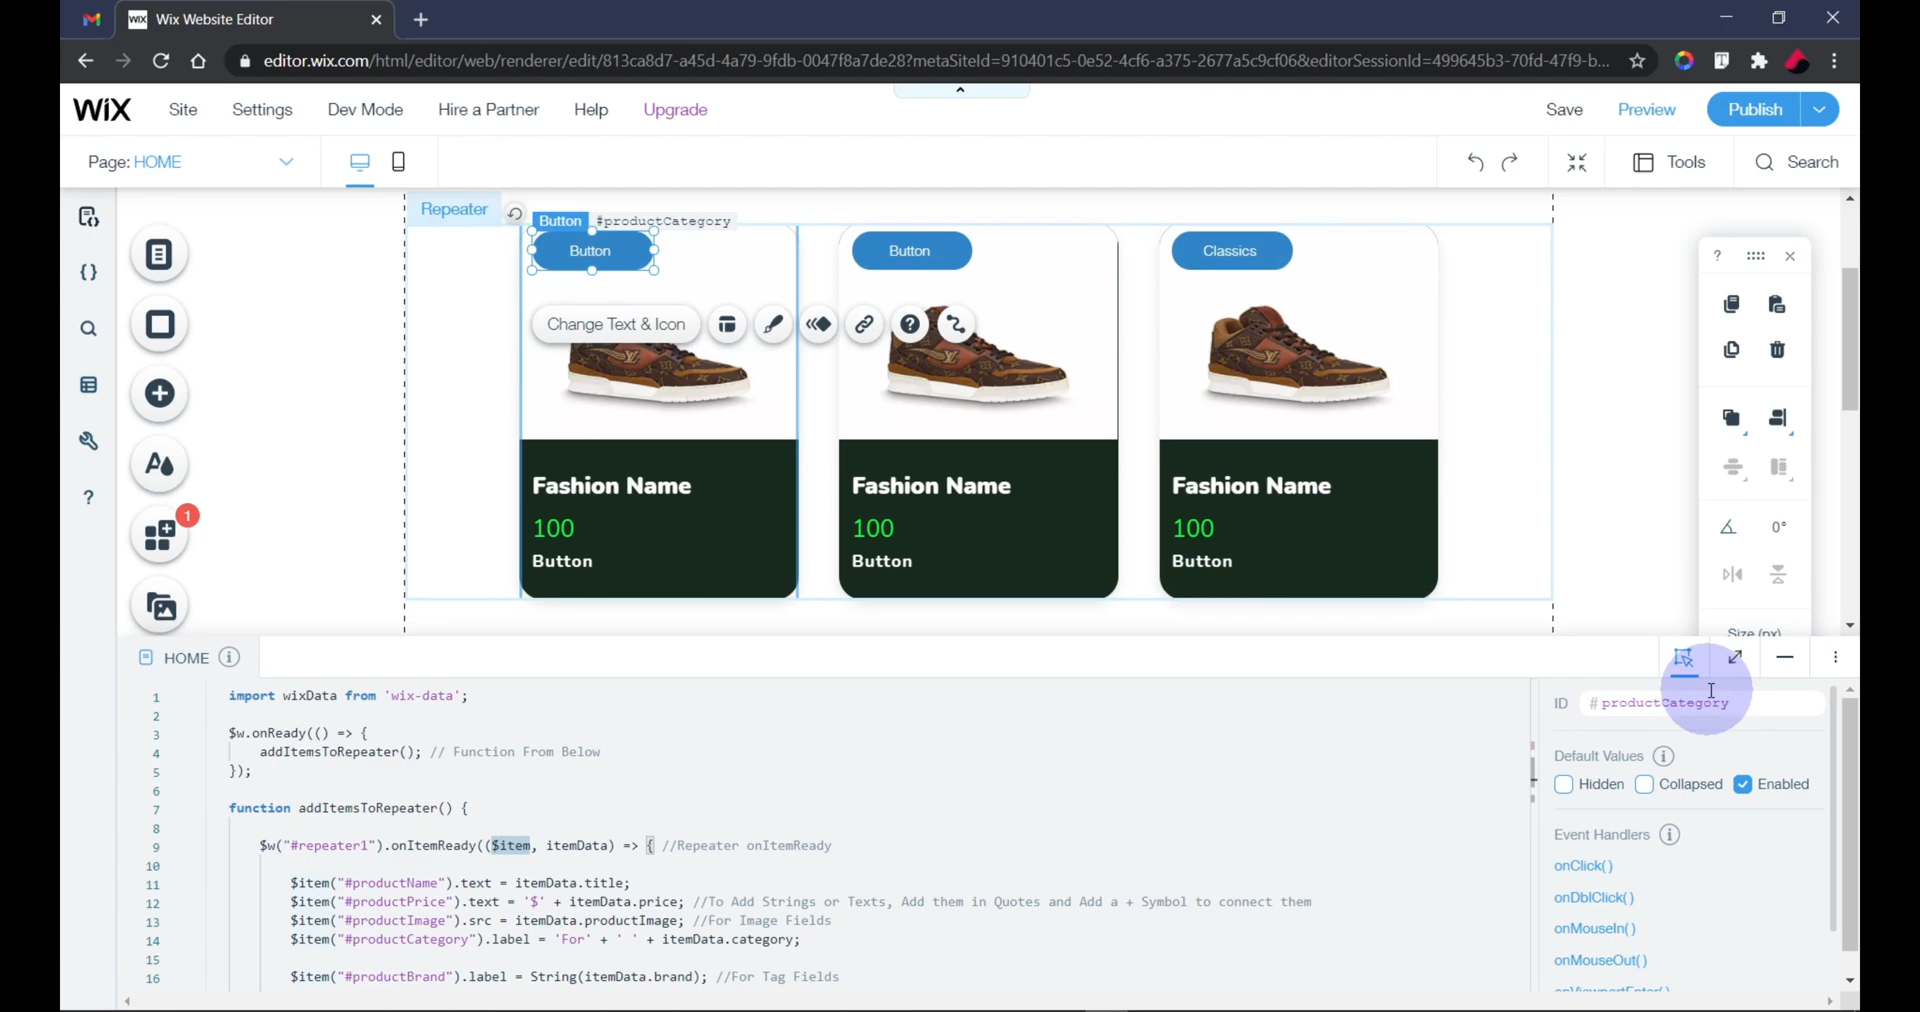 WIX Wix Website Editor
editor.wix.com/html/editor/web/renderer/edit/813ca8d7-a45d-4a79-9fdb-0047f8a7de28?metaSiteId=910401c5-0e52-4cf6-a375-2677a5c9cf06&editorSessionId=499645b3-70fd-47f9-b...
WiX Site Settings Dev Mode Hire a Partner Help Upgrade Save Preview Publish
Page: HOME Tools Search
Repeater Button #productCategory
Button Button Classics
?
Change Text & Icon ?
?
1
0°
Fashion Name Fashion Name Fashion Name
100 100 100
Button Button Button
Size (px)
HOME i
ID # productCategory
Default Values i
Hidden Collapsed Enabled
Event Handlers i
onClick()
onDblClick()
onMouseIn()
onMouseOut()
onViewportEnter()
1 import wixData from 'wix-data';
2
3 $w.onReady(() => {
4 addItemsToRepeater(); // Function From Below
5 });
6
7 function addItemsToRepeater() {
8
9 $w("#repeater1").onItemReady(($item, itemData) => { //Repeater onItemReady
10
11 $item("#productName").text = itemData.title;
12 $item("#productPrice").text = '$' + itemData.price; //To Add Strings or Texts, Add them in Quotes and Add a + Symbol to connect them
13 $item("#productImage").src = itemData.productImage; //For Image Fields
14 $item("#productCategory").label = 'For' + ' ' + itemData.category;
15
16 $item("#productBrand").label = String(itemData.brand); //For Tag Fields